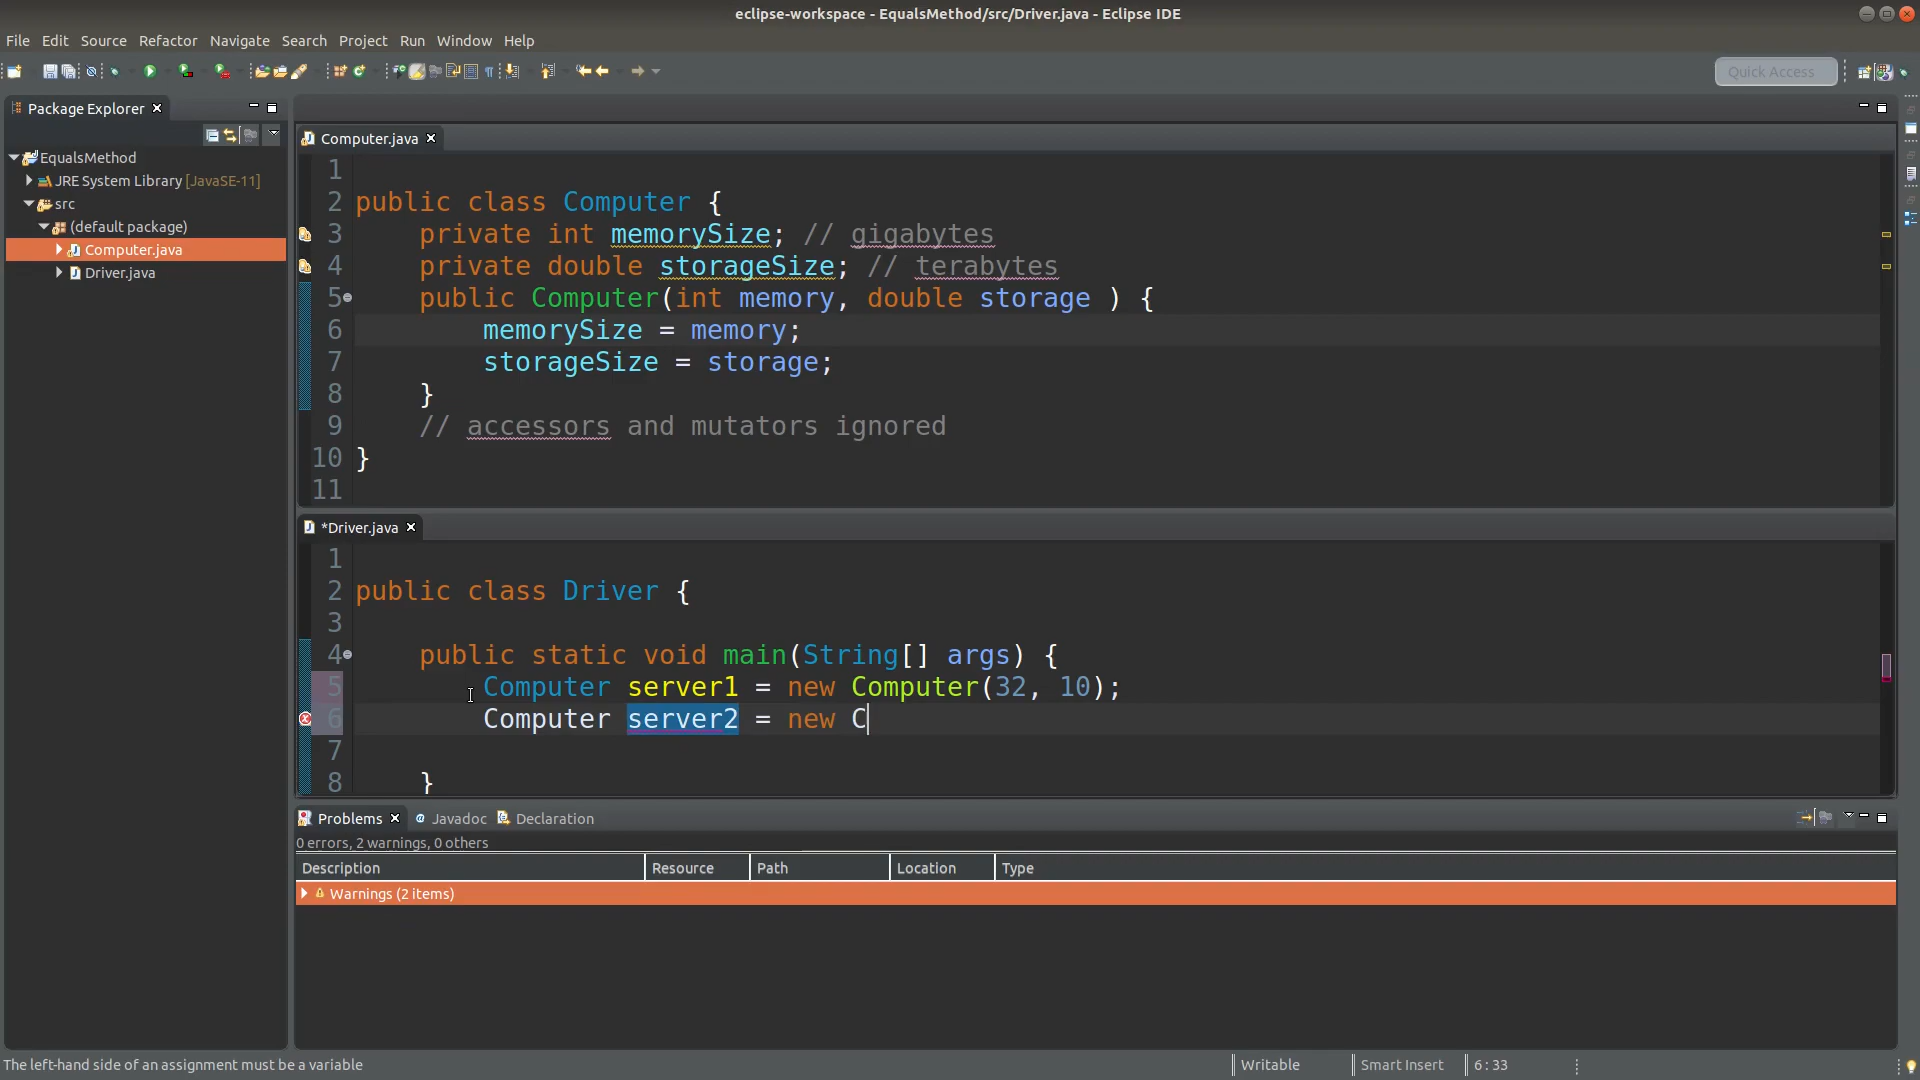 eclipse-workspace - EqualsMethod/src/Driver.java - Eclipse IDE
File Edit Source Refactor Navigate Search Project Run Window Help
Quick Access
Package Explorer
EqualsMethod
JRE System Library [JavaSE-11]
src
(default package)
Computer.java
Driver.java
Computer.java
1
2 public class Computer {
3 private int memorySize; // gigabytes
4 private double storageSize; // terabytes
5 public Computer(int memory, double storage ) {
6 memorySize = memory;
7 storageSize = storage;
8 }
9 // accessors and mutators ignored
10 }
11
*Driver.java
1
2 public class Driver {
3
4 public static void main(String[] args) {
5 Computer server1 = new Computer(32, 10);
6 Computer server2 = new C
7
8 }
Problems Javadoc Declaration
0 errors, 2 warnings, 0 others
Description Resource Path Location Type
Warnings (2 items)
The left-hand side of an assignment must be a variable Writable Smart Insert 6 : 33